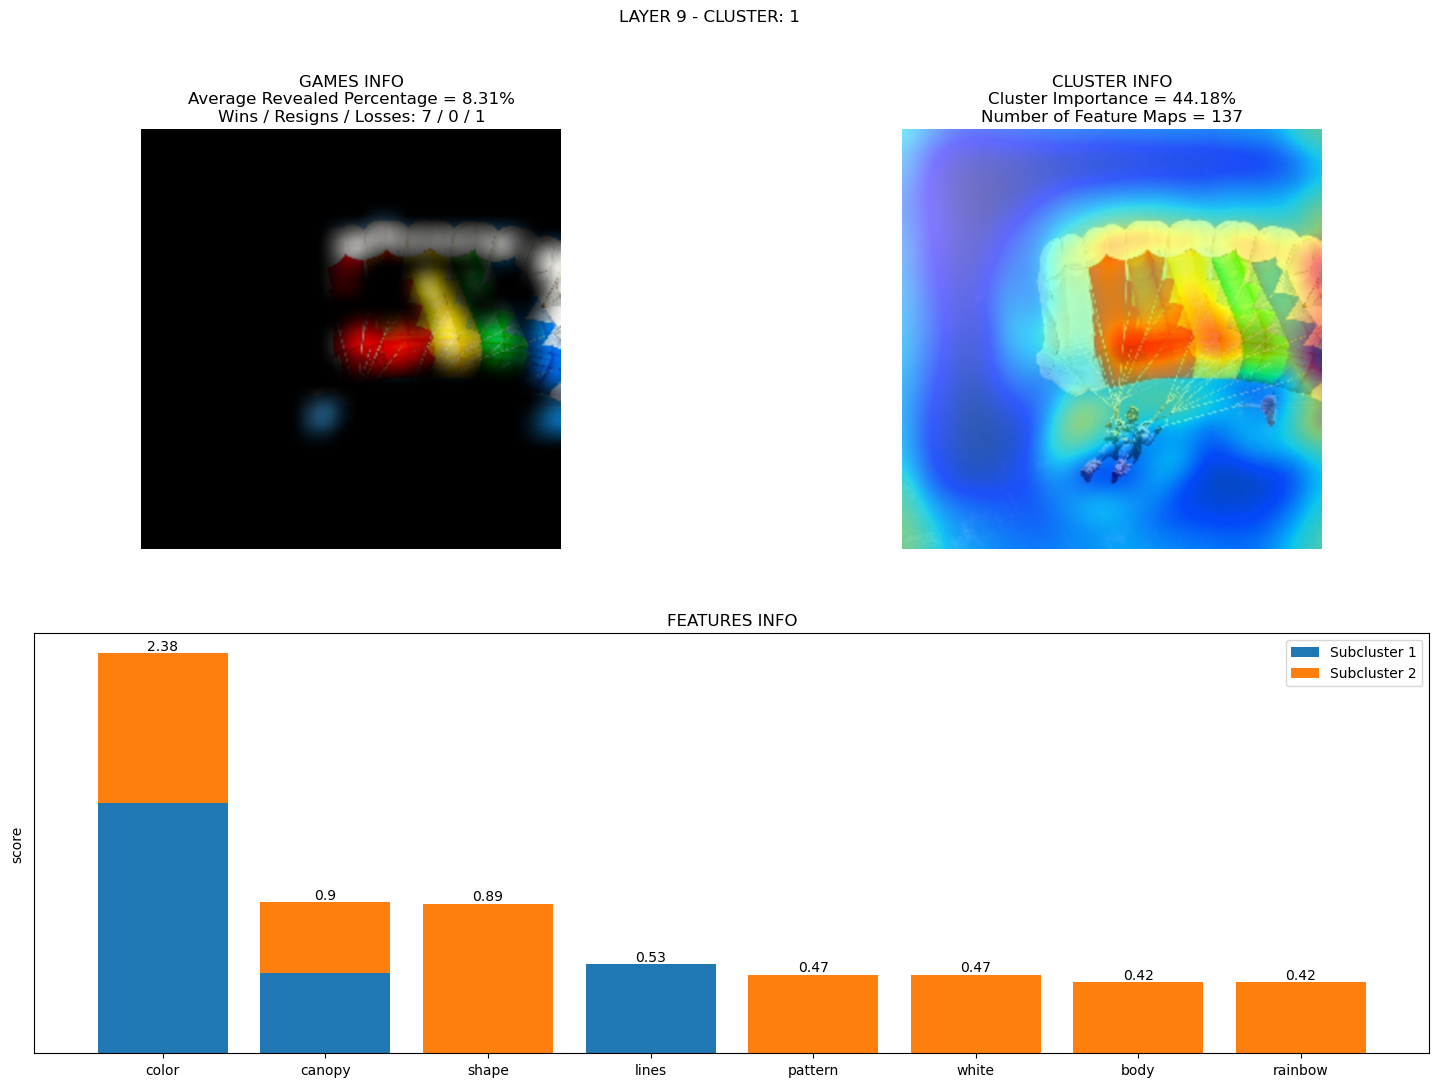 LAYER 9 - CLUSTER: 1
GAMES INFO
Average Revealed Percentage = 8.31%
Wins / Resigns / Losses: 7 / 0 / 1
CLUSTER INFO
Cluster Importance = 44.18%
Number of Feature Maps = 137
FEATURES INFO
Subcluster 1
Subcluster 2
score
2.38
0.9
0.89
0.53
0.47
0.47
0.42
0.42
color
canopy
shape
lines
pattern
white
body
rainbow